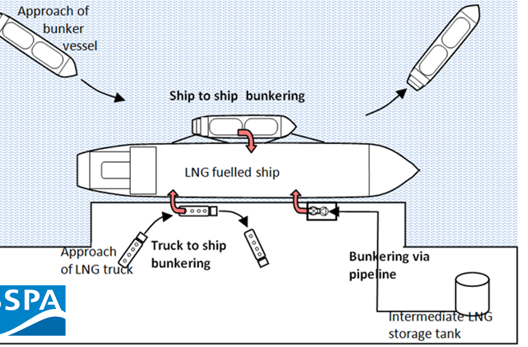 Approach of
bunker
vessel
Ship to ship bunkering
LNG fuelled ship
Approach
of LNG truck
Truck to ship
bunkering
Bunkering via
pipeline
Intermediate LNG
storage tank
SSPA